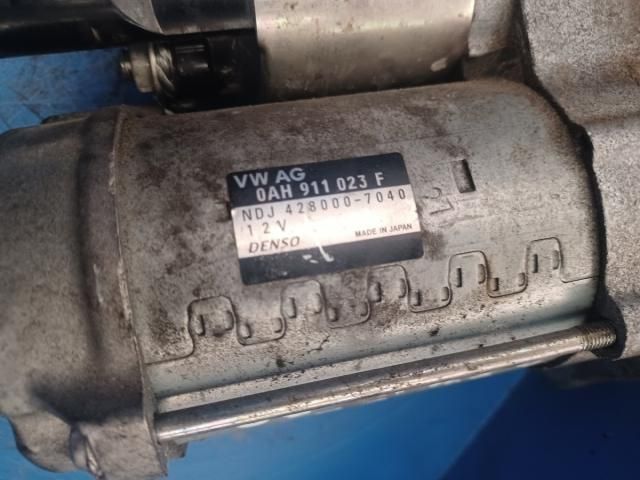 VW AG
0AH 911 023 F
NDJ 428000-7040
12V
MADE IN JAPAN
DENSO